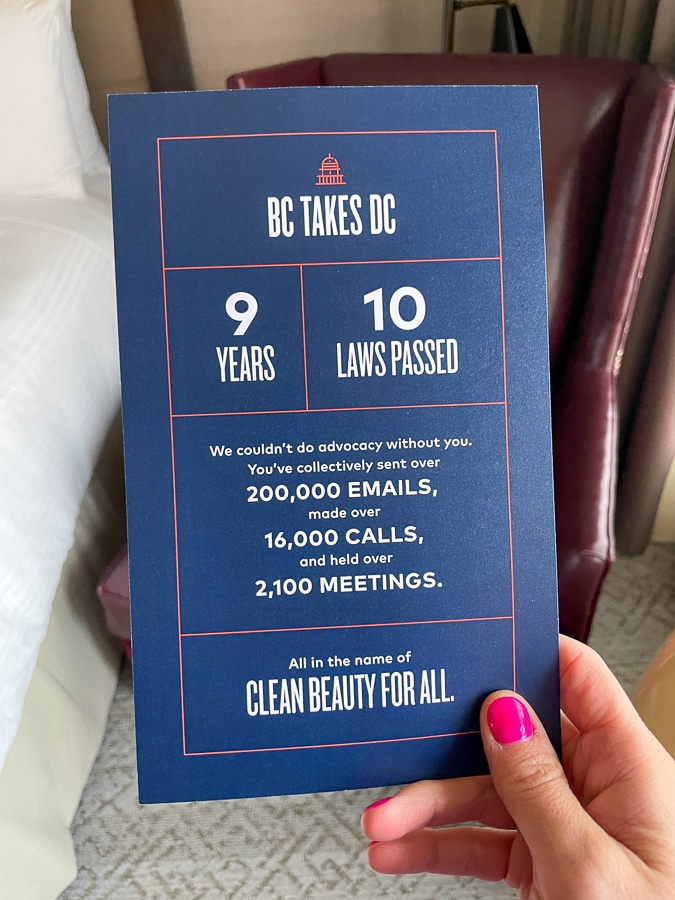 BC TAKES DC
9
YEARS
10
LAWS PASSED
We couldn't do advocacy without you.
You've collectively sent over
200,000 EMAILS,
made over
16,000 CALLS,
and held over
2,100 MEETINGS.
All in the name of
CLEAN BEAUTY FOR ALL.